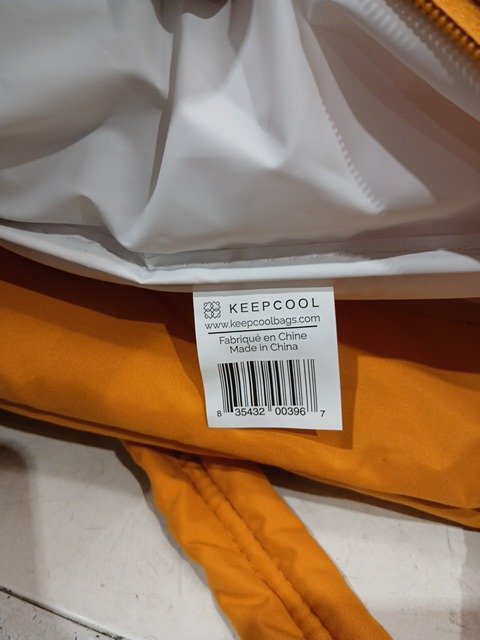 KEEPCOOL
www.keepcoolbags.com
Fabriqué en Chine
Made in China
8 35432 00396 7